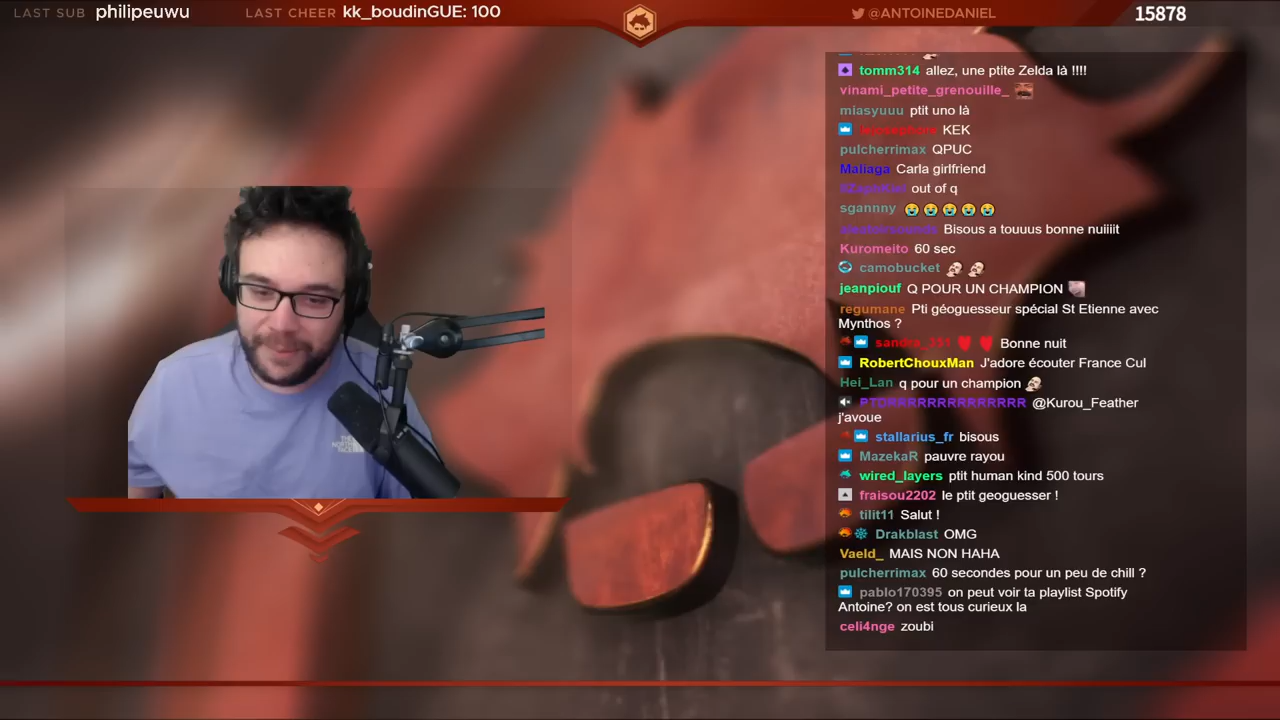 LAST SUB philipeuwu LAST CHEER kk_boudinGUE: 100 @ANTOINEDANIEL 15878
tomm314 allez, une ptite Zelda là !!!!
vinami_petite_grenouille_
miasyuuu ptit uno là
KEK
pulcherrimax QPUC
Maliaga Carla girlfriend
out of q
sgannny
Bisous a touuus bonne nuiiiit
Kuromeito 60 sec
camobucket
jeanpiouf Q POUR UN CHAMPION
regumane Pti géoguesseur spécial St Etienne avec
Mynthos ?
sandra_331 Bonne nuit
RobertChouxMan J'adore écouter France Cul
Hei_Lan q pour un champion
@Kurou_Feather
j'avoue
stallarius_fr bisous
MazekaR pauvre rayou
wired_layers ptit human kind 500 tours
fraisou2202 le ptit geoguesser !
tilit11 Salut !
Drakblast OMG
Vaeld_ MAIS NON HAHA
pulcherrimax 60 secondes pour un peu de chill ?
pablo170395 on peut voir ta playlist Spotify
Antoine? on est tous curieux la
celi4nge zoubi
THE
NORTH
FACE